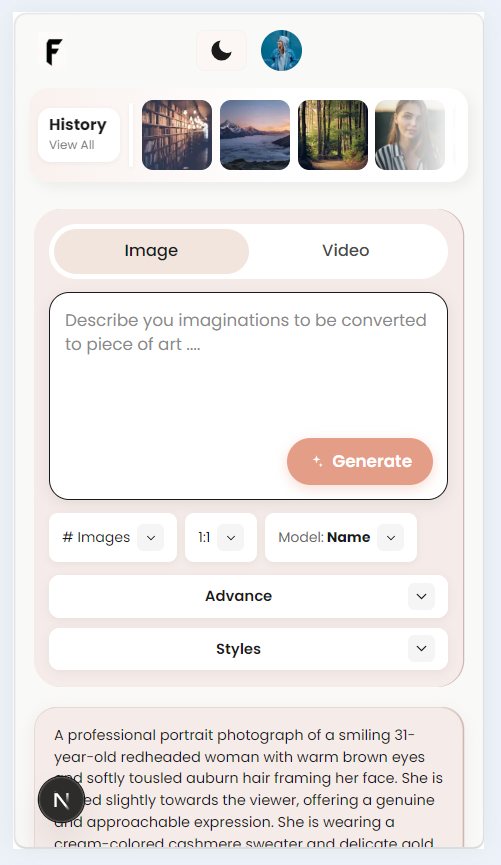 F
History
View All
Image
Video
Describe you imaginations to be converted
to piece of art ....
Generate
# Images
1:1
Model: Name
Advance
Styles
A professional portrait photograph of a smiling 31-
year-old redheaded woman with warm brown eyes
and softly tousled auburn hair framing her face. She is
ed slightly towards the viewer, offering a genuine
and approachable expression. She is wearing a
cream-colored cashmere sweater and delicate gold
N